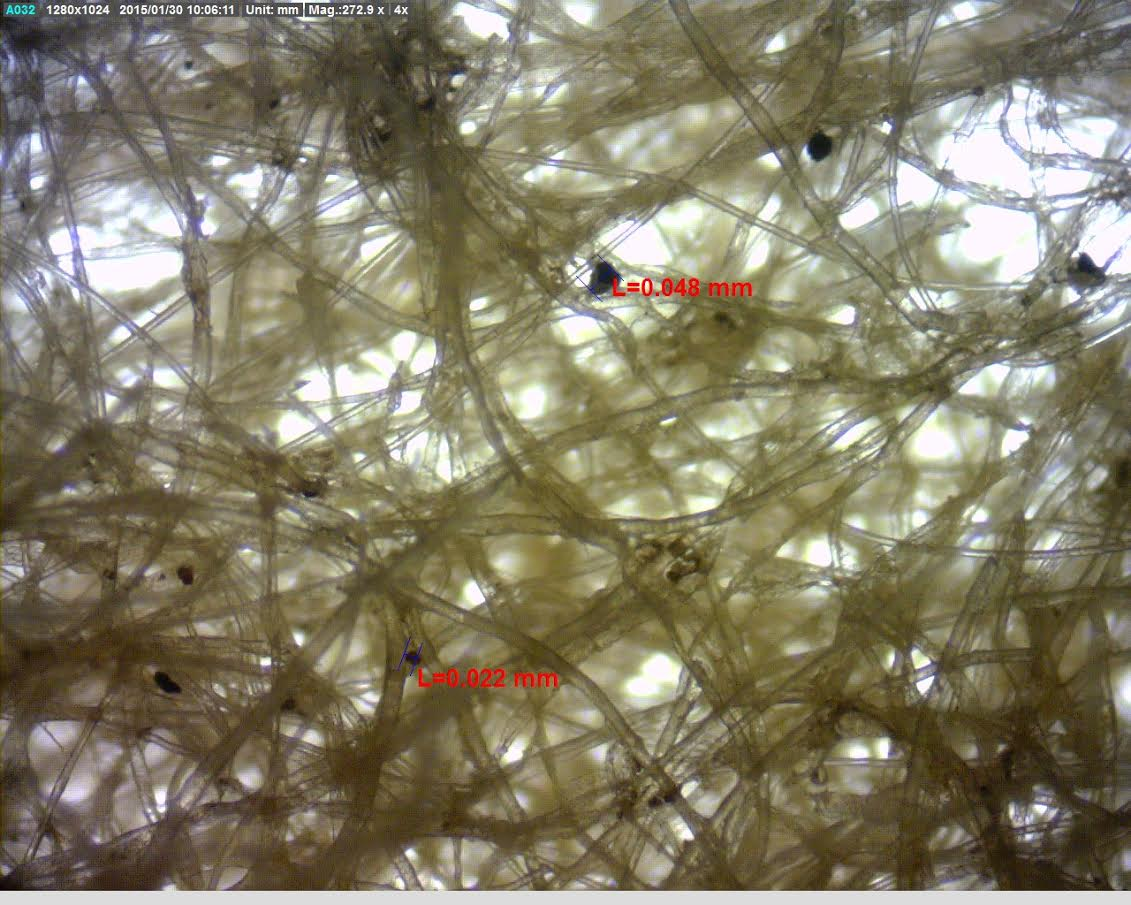 A032 1280x1024 2015/01/30 10:06:11 Unit: mm Mag.:272.9 x 4x
L=0.048 mm
L=0.022 mm